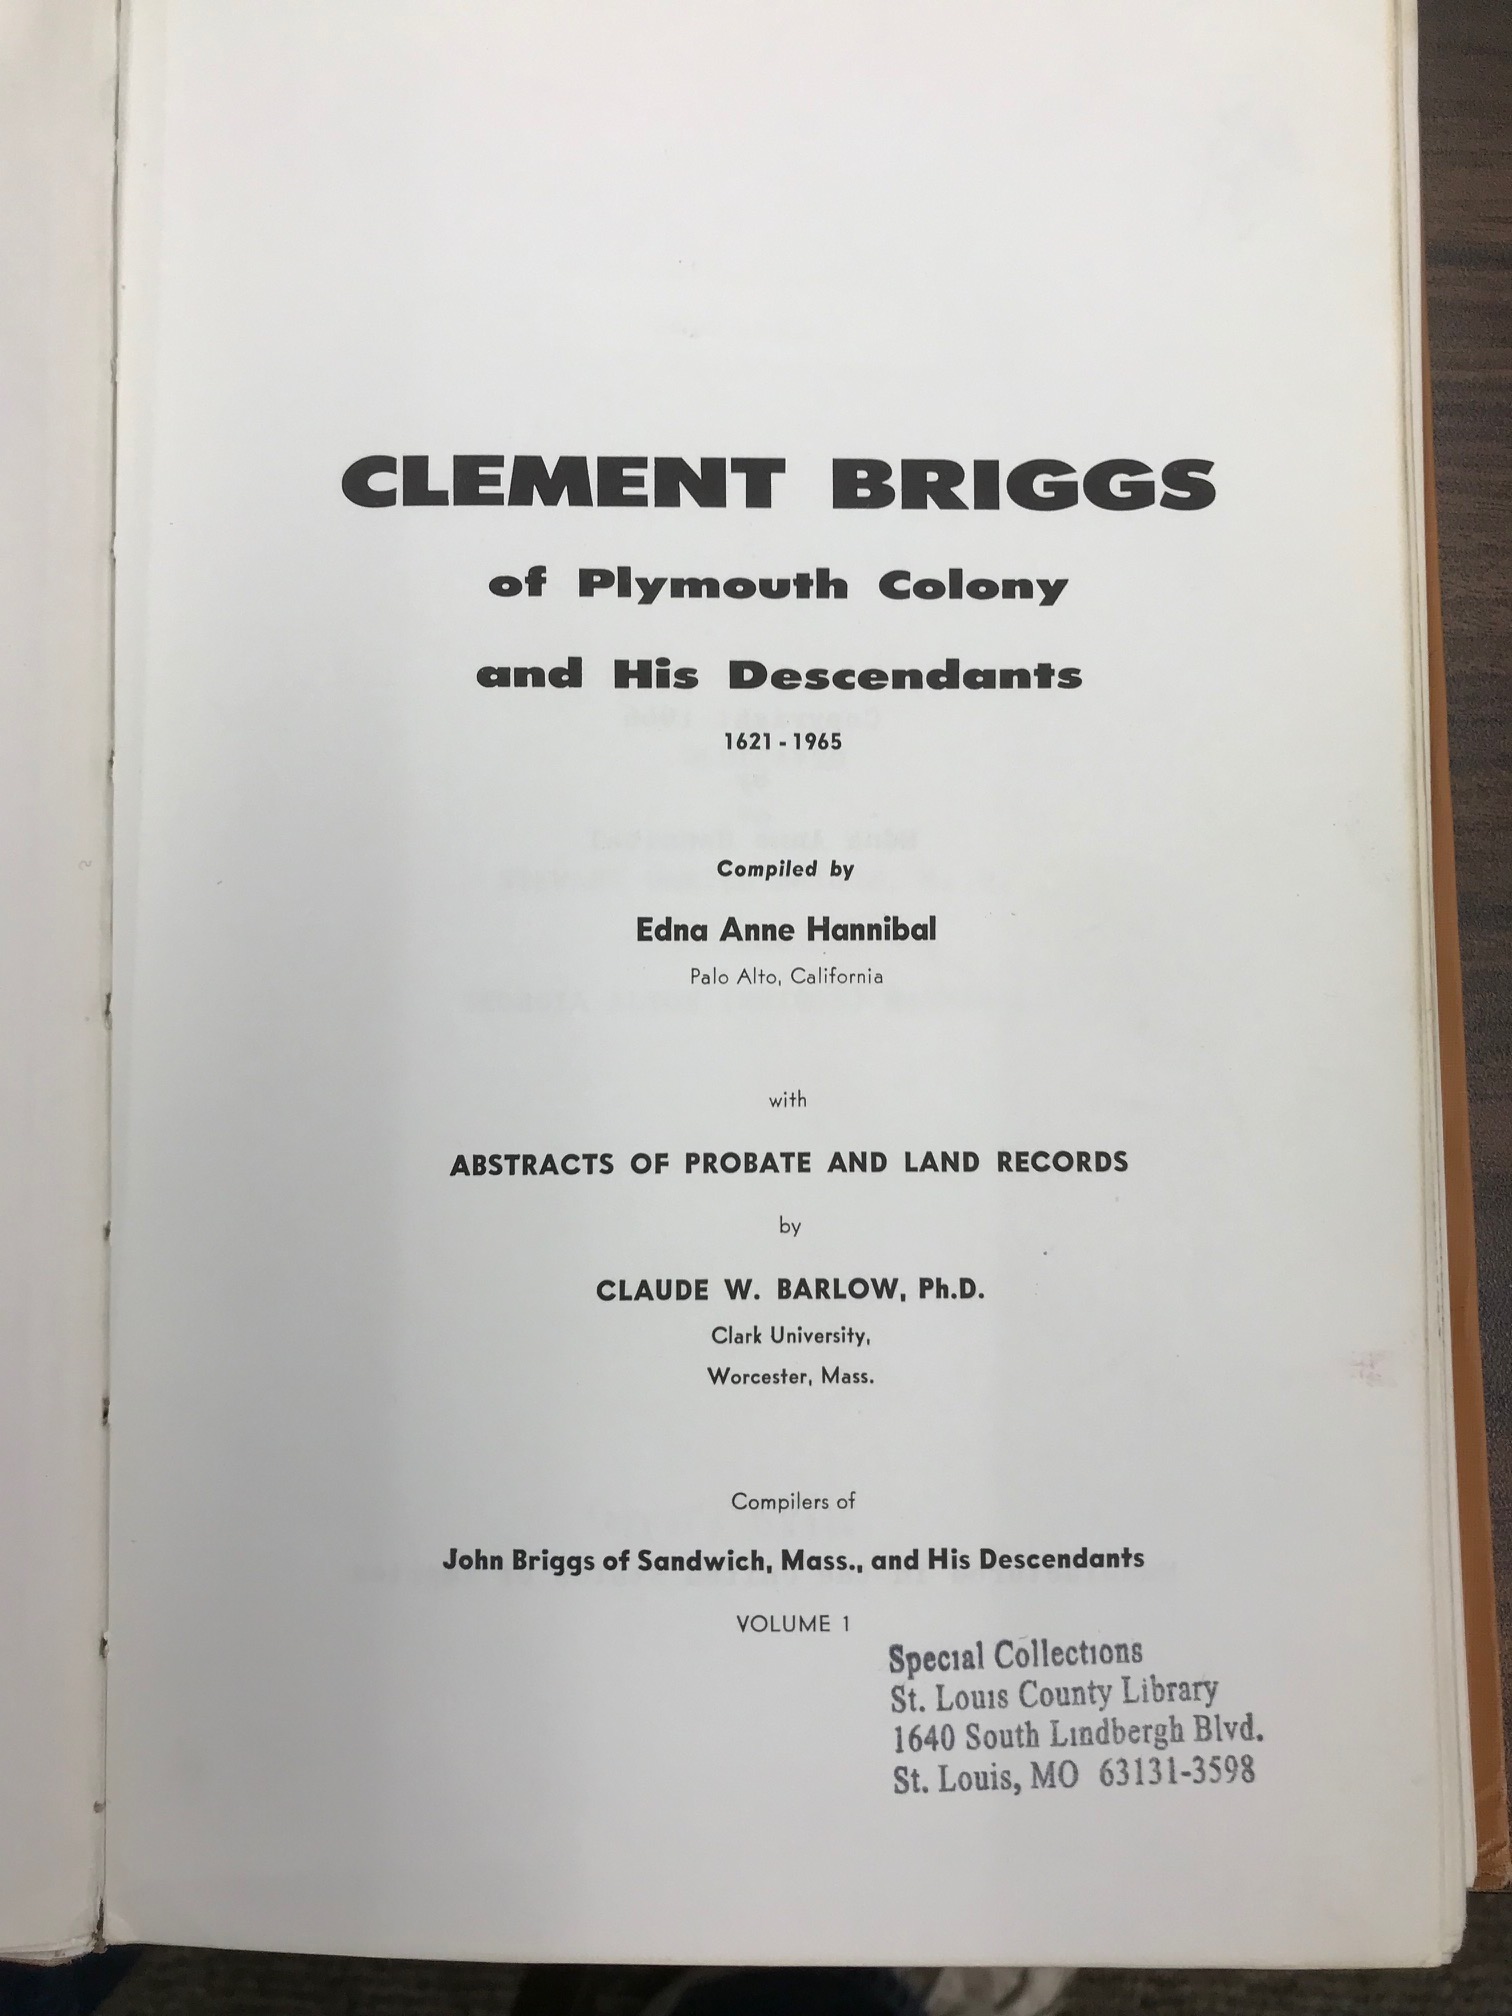 CLEMENT BRIGGS
of Plymouth Colony
and His Descendants
1621 - 1965
Compiled by
Edna Anne Hannibal
Palo Alto, California
with
ABSTRACTS OF PROBATE AND LAND RECORDS
by
CLAUDE W. BARLOW, Ph.D.
Clark University,
Worcester, Mass.
Compilers of
John Briggs of Sandwich, Mass., and His Descendants
VOLUME 1
Special Collections
St. Louis County Library
1640 South Lindbergh Blvd.
St. Louis, MO 63131-3598